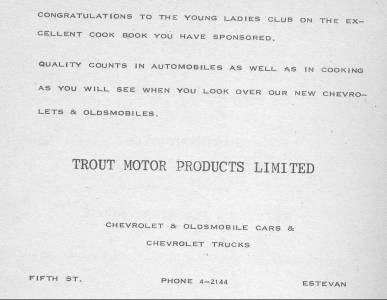 CONGRATULATIONS TO THE YOUNG LADIES CLUB ON THE EX-
CELLENT COOK BOOK YOU HAVE SPONSORED.
QUALITY COUNTS IN AUTOMOBILES AS WELL AS IN COOKING
AS YOU WILL SEE WHEN YOU LOOK OVER OUR NEW CHEVRO-
LETS & OLDSMOBILES.
TROUT MOTOR PRODUCTS LIMITED
CHEVROLET & OLDSMOBILE CARS &
CHEVROLET TRUCKS
FIFTH ST. PHONE 4-2144 ESTEVAN